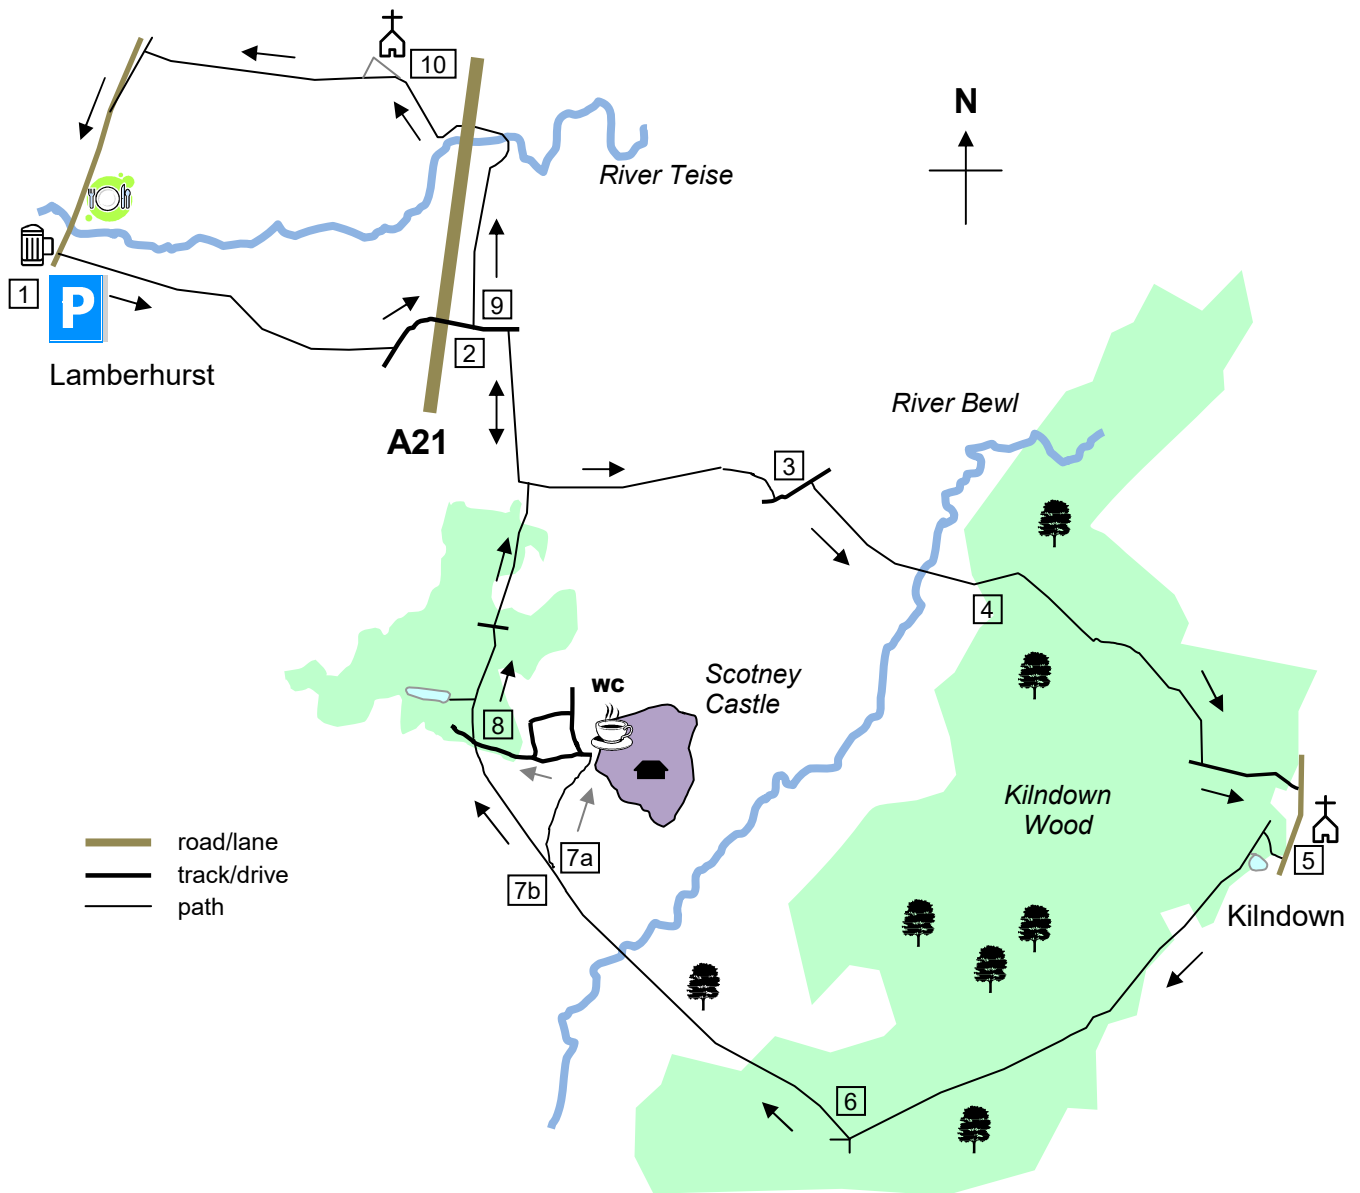 10
N
River Teise
1
P
9
2
Lamberhurst
River Bewl
A21
3
4
Scotney
Castle
WC
8
Kilndown
Wood
road/lane
track/drive
path
7a
7b
5
Kilndown
6